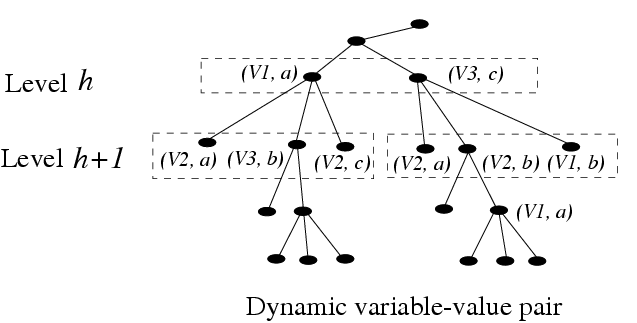 Level h
(V1, a)
(V3, c)
Level h+1
(V2, a)
(V3, b)
(V2, c)
(V2, a)
(V2, b)
(V1, b)
(V1, a)
Dynamic variable-value pair